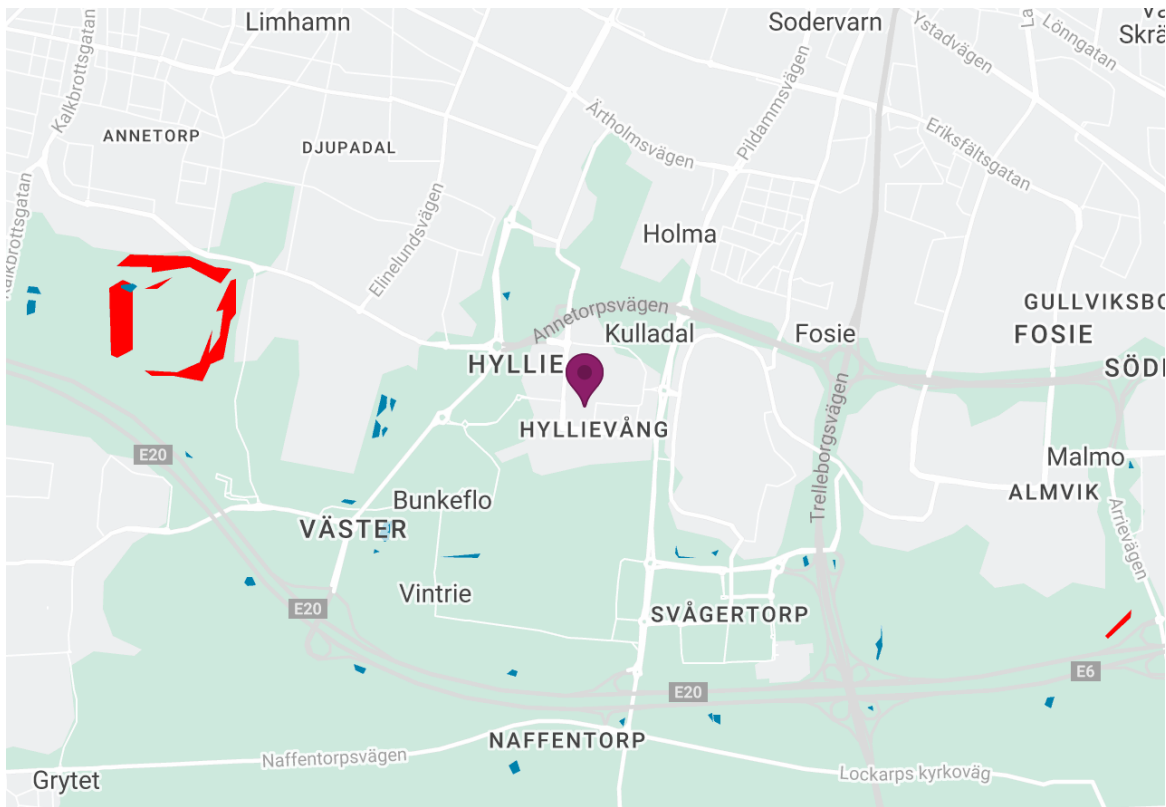 Limhamn
Sodervarn
Skrä
Kalkbrottsgatan
Ystadvägen
Lönngatan
ANNETORP
DJUPADAL
Ärtholmsvägen
Pildammsvägen
Eriksfältsgatan
Kalkbrottsgatan
Elinelundsvägen
Holma
Annetorpsvägen
Kulladal
Fosie
GULLVIKSBO
FOSIE
HYLLIE
SÖD
HYLLIEVÅNG
E20
Trelleborgsvägen
Malmo
Bunkeflo
ALMVIK
VÄSTER
Arrievägen
Vintrie
E20
SVÅGERTORP
E20
E6
NAFFENTORP
Naffentorpsvägen
Lockarps kyrkoväg
Grytet